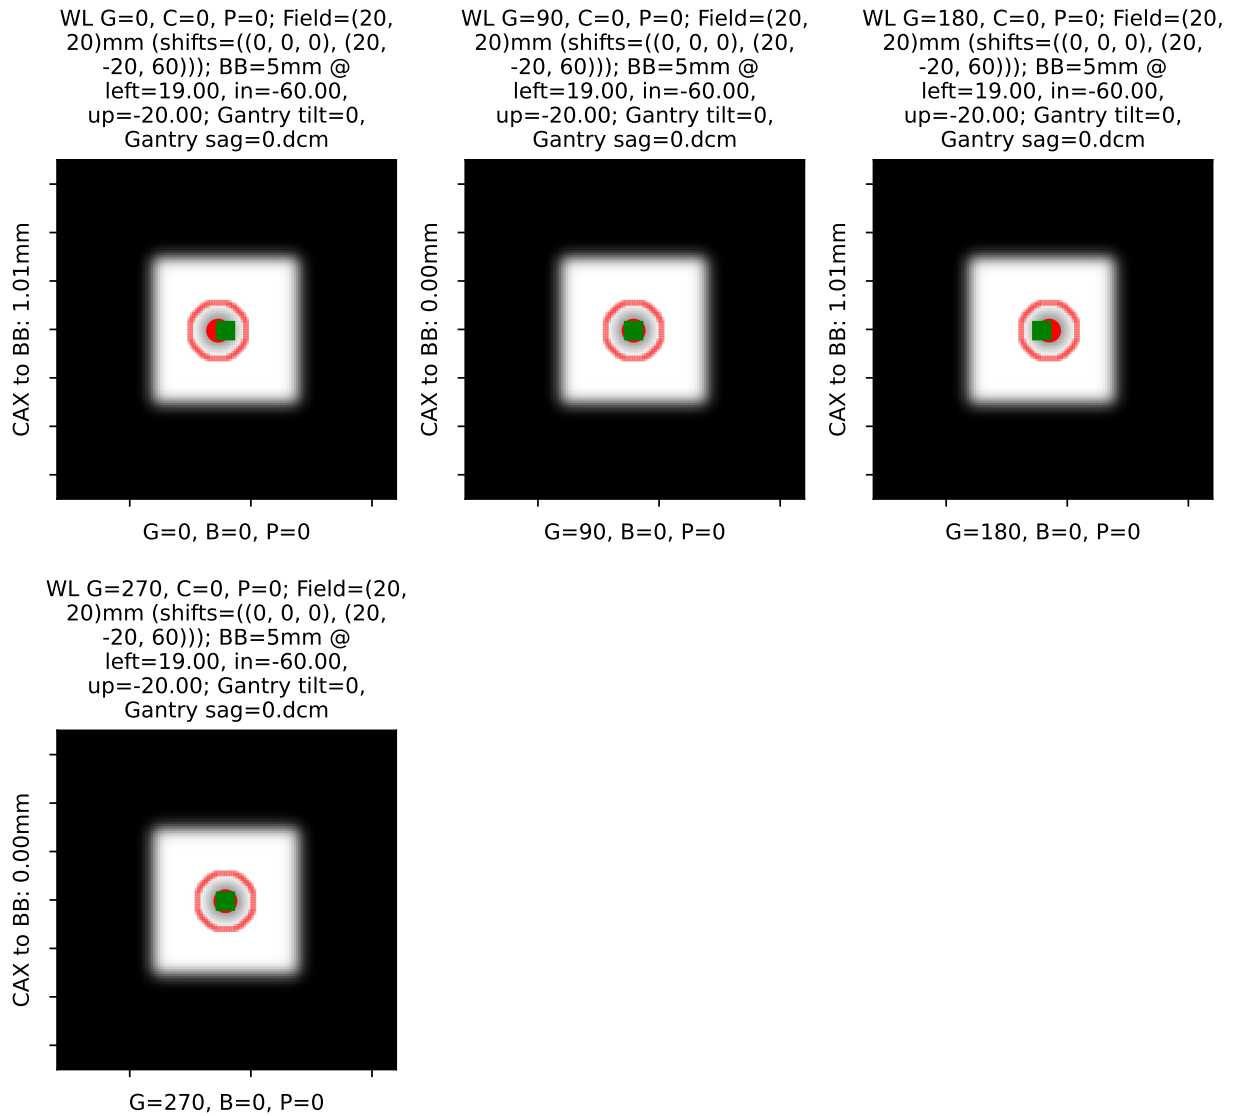 WL G=0, C=0, P=0; Field=(20,
20)mm (shifts=((0, 0, 0), (20,
-20, 60))); BB=5mm @
left=19.00, in=-60.00,
up=-20.00; Gantry tilt=0,
Gantry sag=0.dcm
CAX to BB: 1.01mm
G=0, B=0, P=0
WL G=90, C=0, P=0; Field=(20,
20)mm (shifts=((0, 0, 0), (20,
-20, 60))); BB=5mm @
left=19.00, in=-60.00,
up=-20.00; Gantry tilt=0,
Gantry sag=0.dcm
CAX to BB: 0.00mm
G=90, B=0, P=0
WL G=180, C=0, P=0; Field=(20,
20)mm (shifts=((0, 0, 0), (20,
-20, 60))); BB=5mm @
left=19.00, in=-60.00,
up=-20.00; Gantry tilt=0,
Gantry sag=0.dcm
CAX to BB: 1.01mm
G=180, B=0, P=0
WL G=270, C=0, P=0; Field=(20,
20)mm (shifts=((0, 0, 0), (20,
-20, 60))); BB=5mm @
left=19.00, in=-60.00,
up=-20.00; Gantry tilt=0,
Gantry sag=0.dcm
CAX to BB: 0.00mm
G=270, B=0, P=0